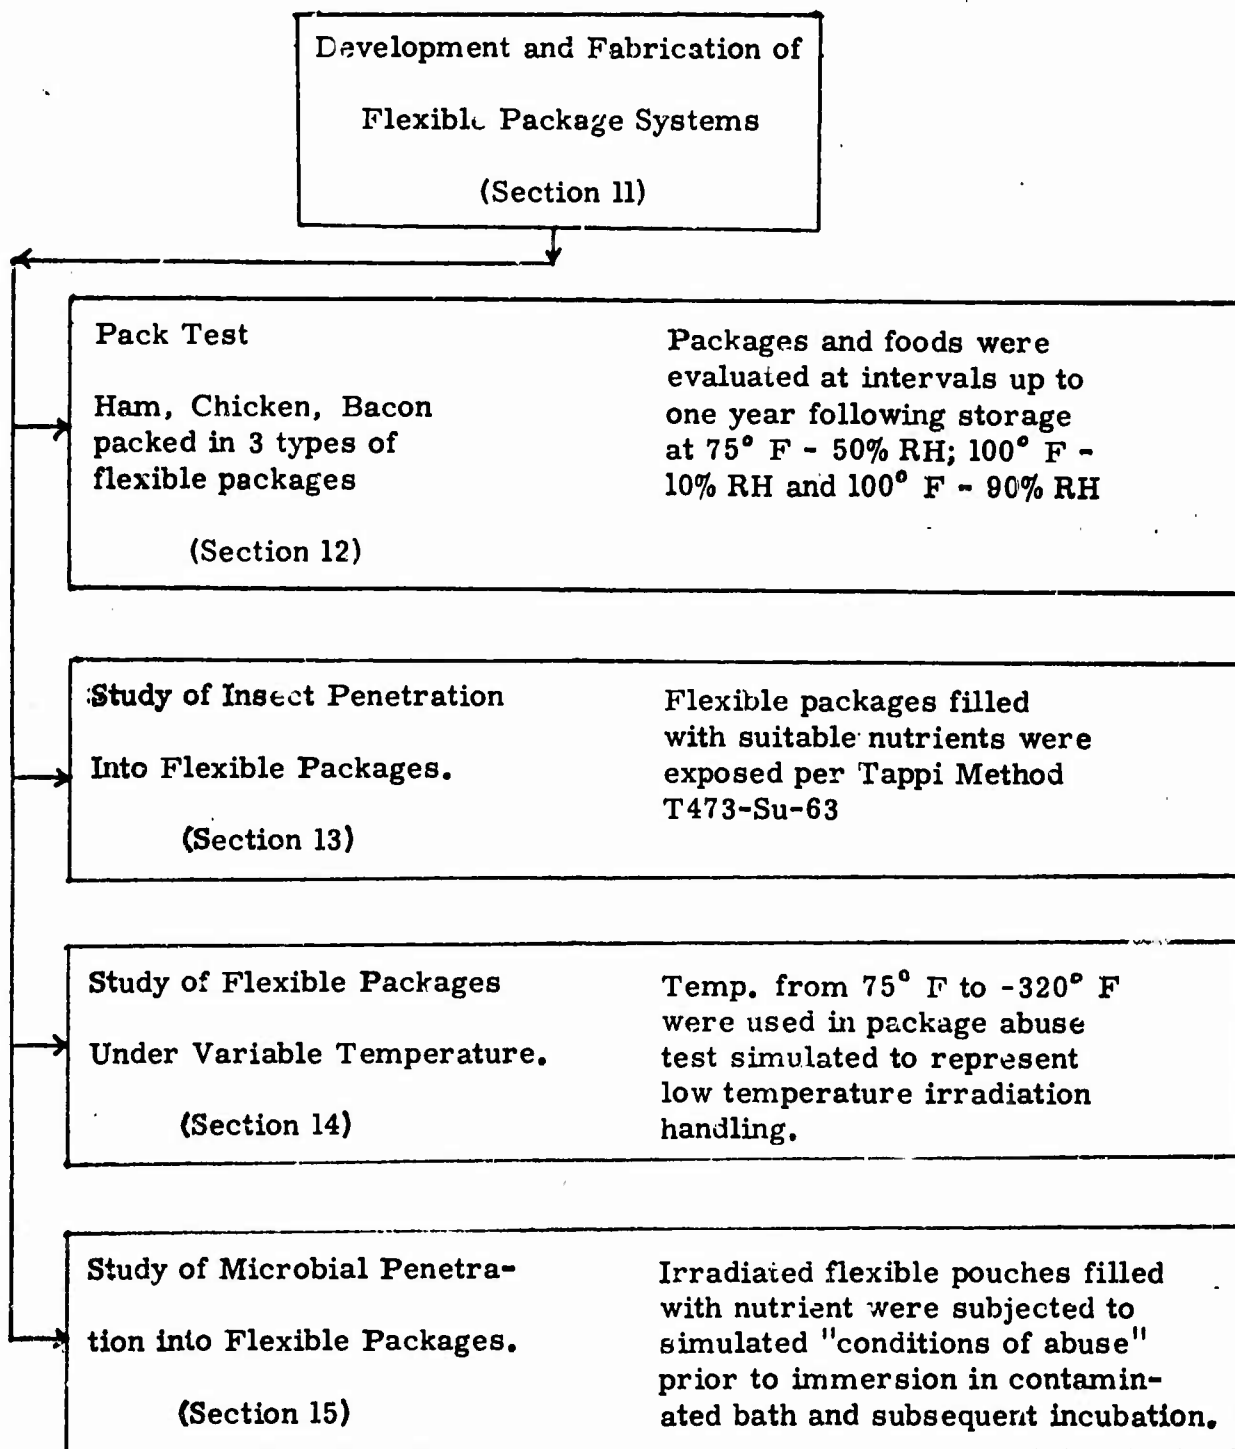 Development and Fabrication of
Flexible Package Systems
(Section 11)
Pack Test
Ham, Chicken, Bacon
packed in 3 types of
flexible packages
(Section 12)
Packages and foods were
evaluated at intervals up to
one year following storage
at 75° F - 50% RH; 100° F -
10% RH and 100° F - 90% RH
Study of Insect Penetration
Into Flexible Packages.
(Section 13)
Flexible packages filled
with suitable nutrients were
exposed per Tappi Method
T473-Su-63
Study of Flexible Packages
Under Variable Temperature.
(Section 14)
Temp. from 75° F to -320° F
were used in package abuse
test simulated to represent
low temperature irradiation
handling.
Study of Microbial Penetra-
tion into Flexible Packages.
(Section 15)
Irradiated flexible pouches filled
with nutrient were subjected to
simulated "conditions of abuse"
prior to immersion in contamin-
ated bath and subsequent incubation.